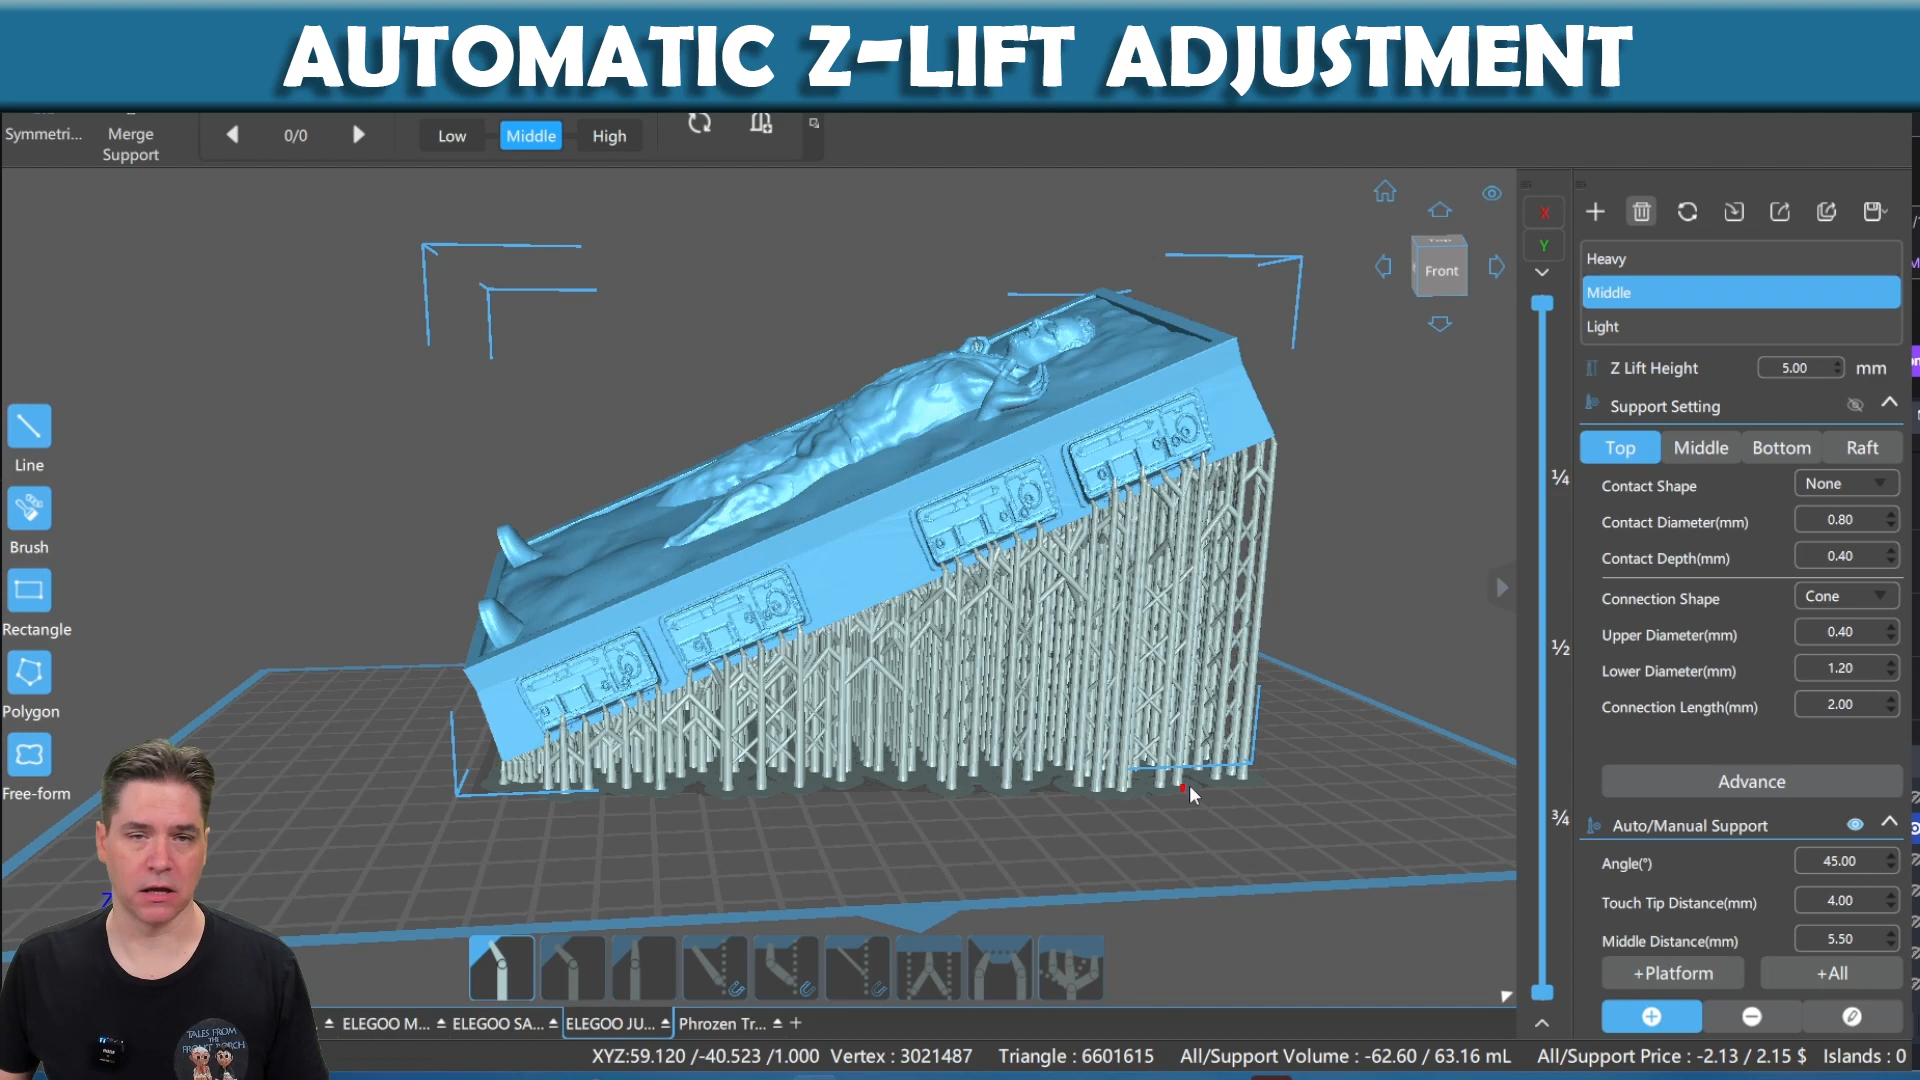 AUTOMATIC Z-LIFT ADJUSTMENT
Symmetri...
Merge
Support
0/0
Low
Middle
High
X
Y
Top
Front
Heavy
Middle
Light
Z Lift Height 5.00 mm
Support Setting
Top Middle Bottom Raft
Contact Shape None
Contact Diameter(mm) 0.80
Contact Depth(mm) 0.40
Connection Shape Cone
Upper Diameter(mm) 0.40
Lower Diameter(mm) 1.20
Connection Length(mm) 2.00
Advance
Auto/Manual Support
Angle(°) 45.00
Touch Tip Distance(mm) 4.00
Middle Distance(mm) 5.50
+Platform +All
¼
½
¾
Line
Brush
Rectangle
Polygon
Free-form
Z
TALES FROM
THE
FRONT PORCH
ELEGOO M... ELEGOO SA... ELEGOO JU... Phrozen Tr... +
XYZ:59.120 /-40.523 /1.000 Vertex : 3021487 Triangle : 6601615 All/Support Volume : -62.60 / 63.16 mL All/Support Price : -2.13 / 2.15 $ Islands : 0